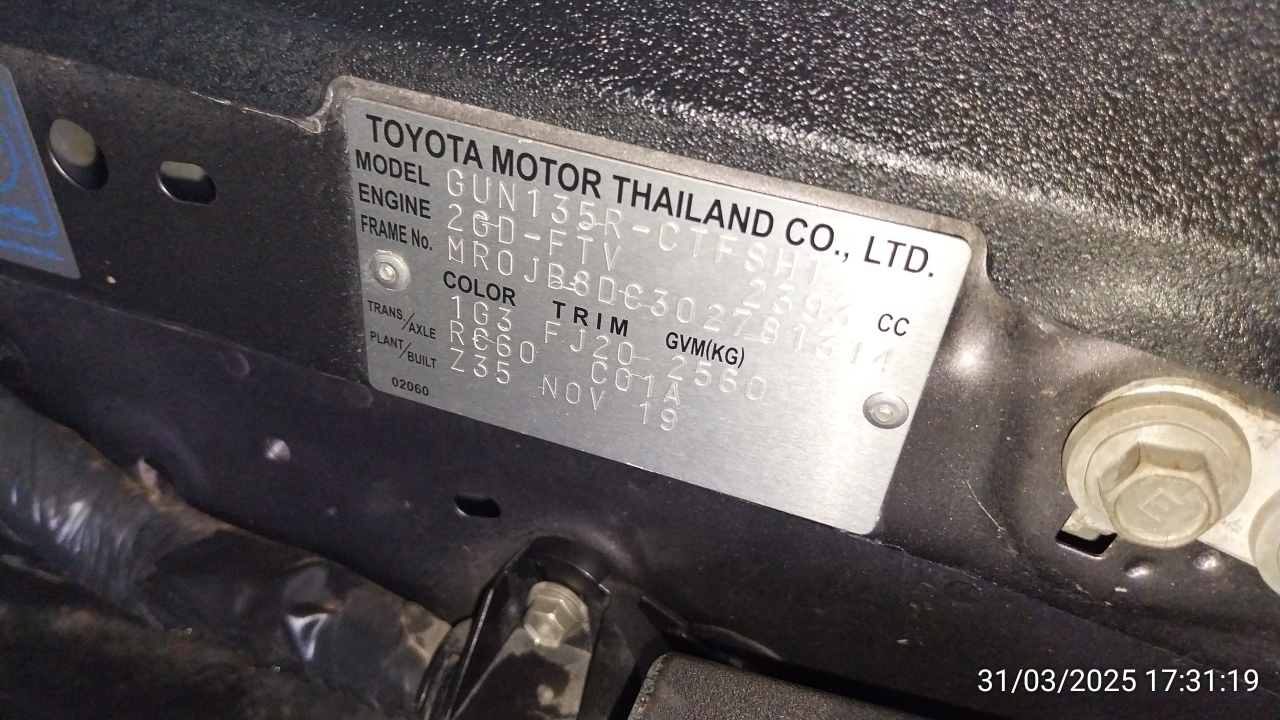 TOYOTA MOTOR THAILAND CO., LTD.
MODEL GUN135R-CTFSHT
ENGINE 2GD-FTV 2393 CC
FRAME No. MR0JB8DC302781311
COLOR TRIM GVM(KG)
1G3 FJ20 2560
TRANS./AXLE RC60 C01A
PLANT/BUILT Z35 NOV 19
02060
31/03/2025 17:31:19